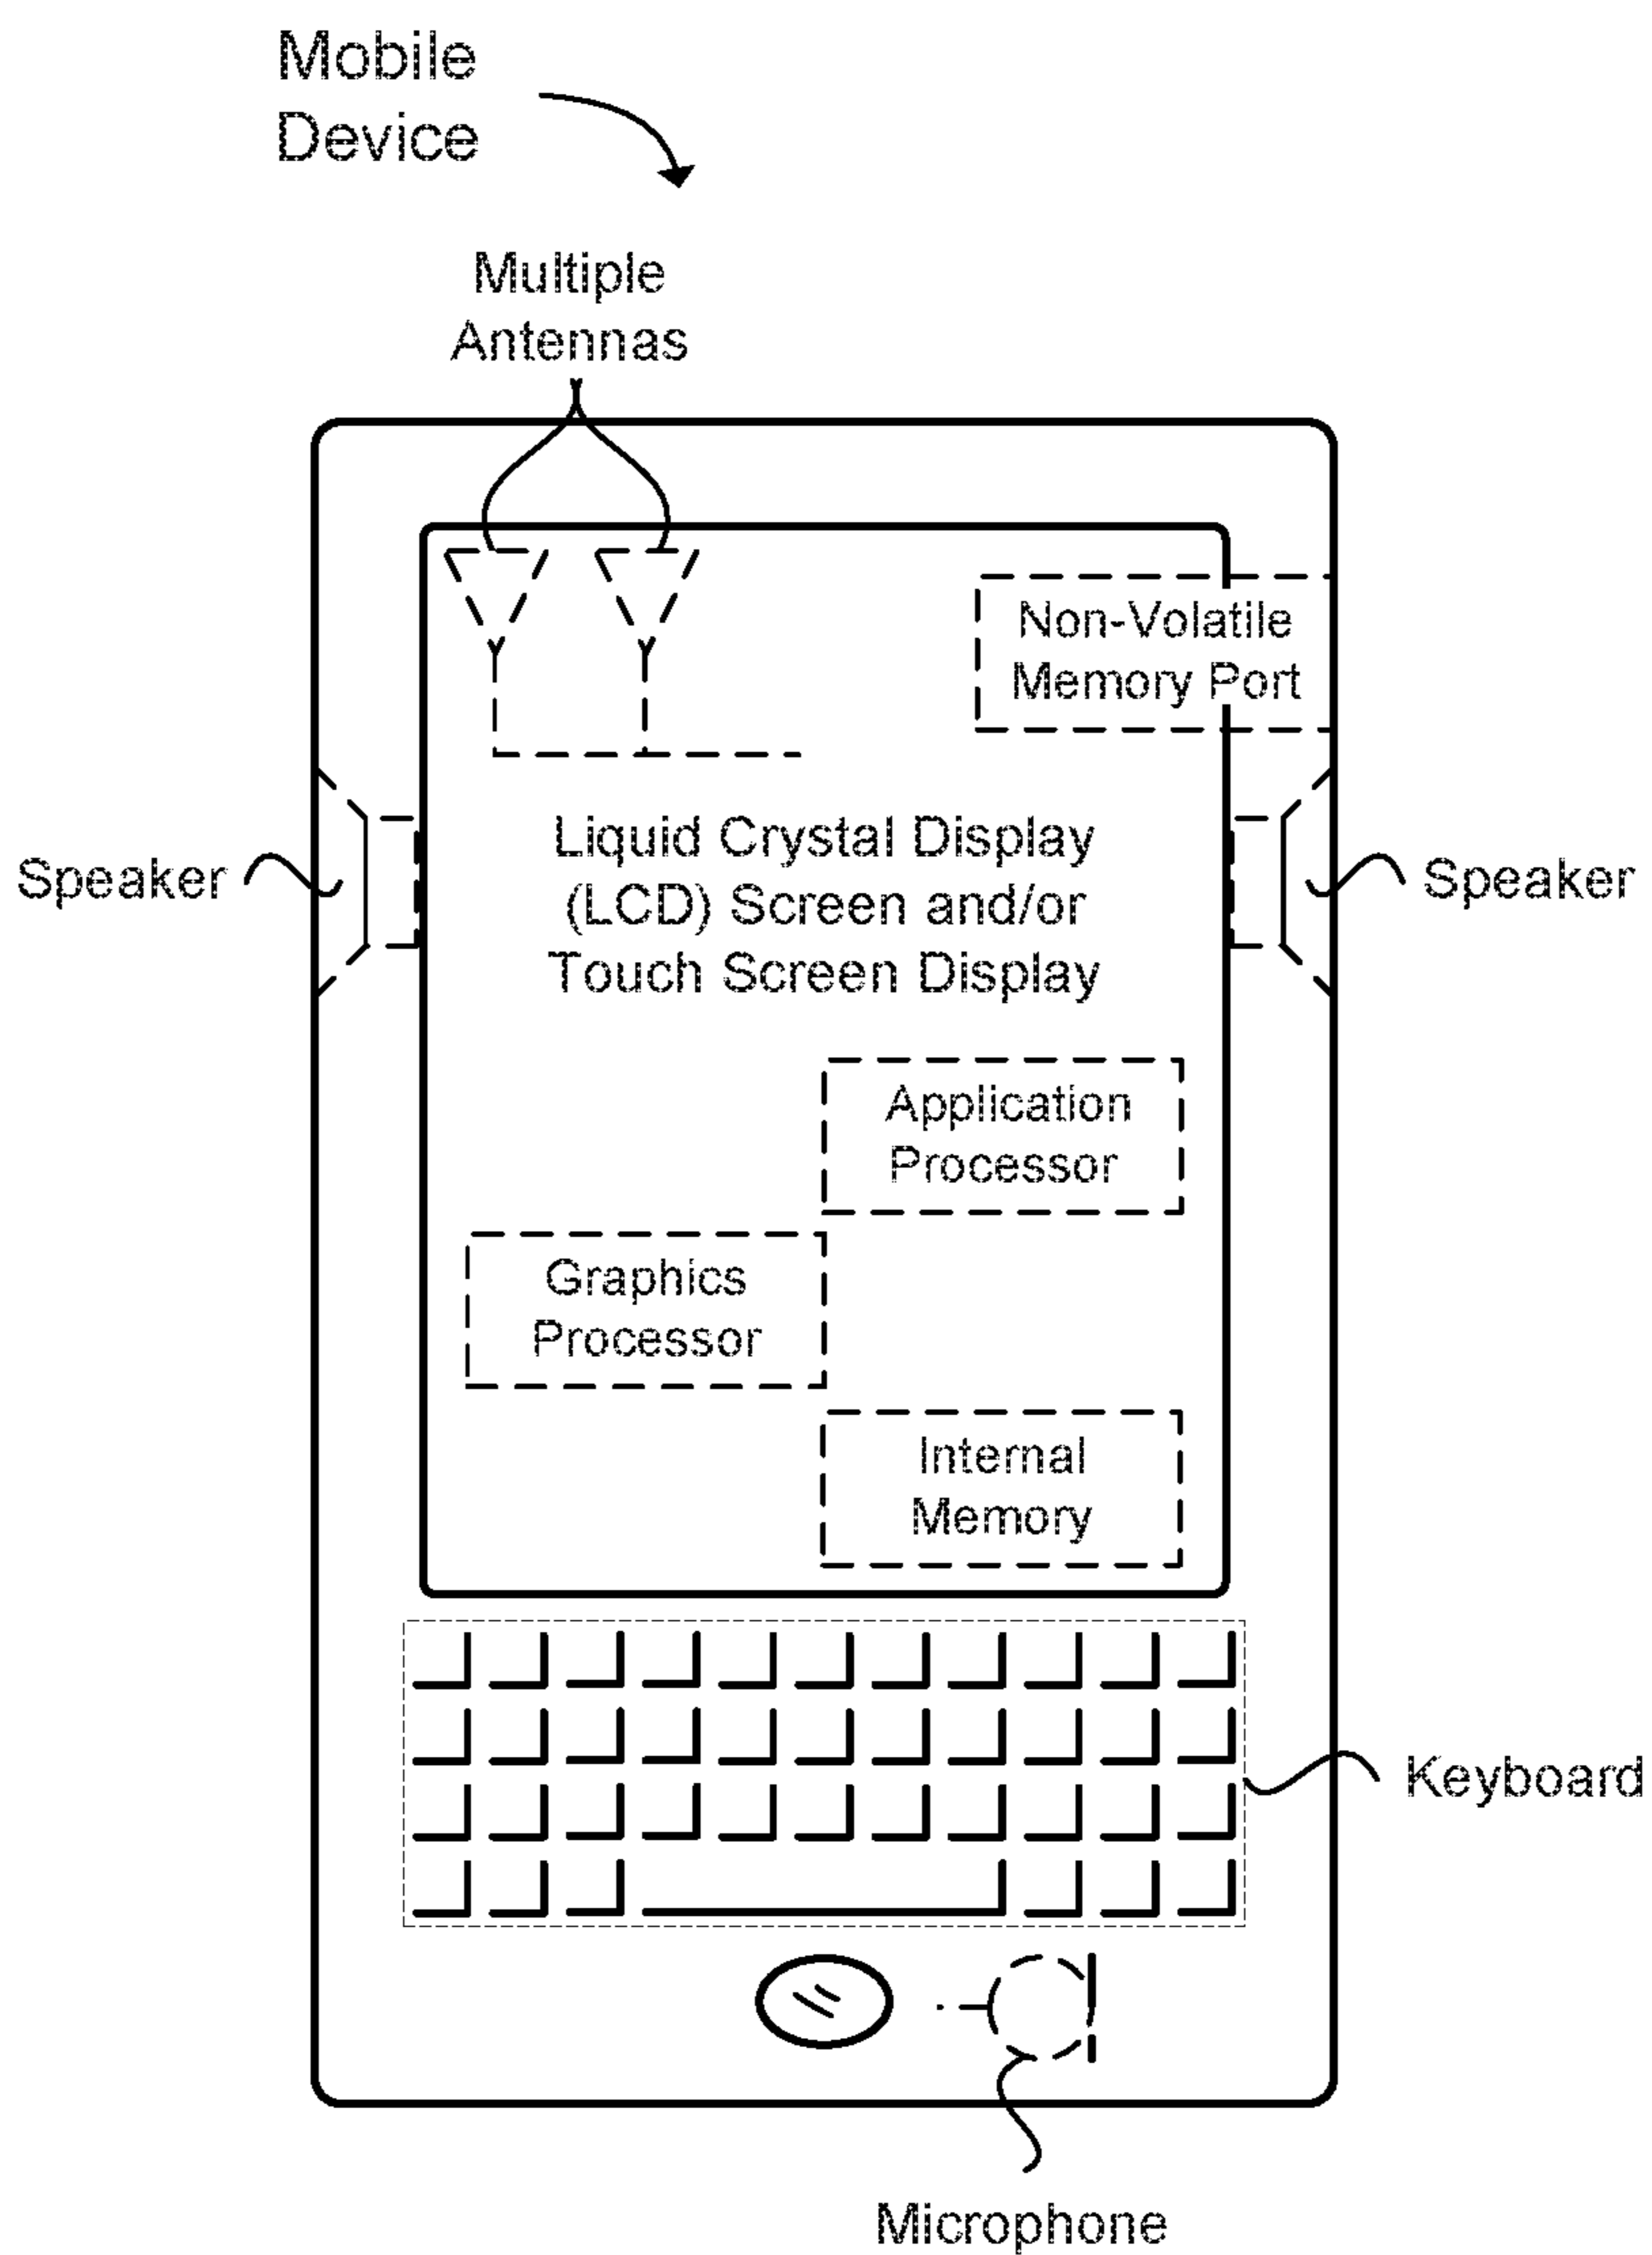 Mobile
Device
Multiple
Antennas
Non-Volatile
Memory Port
Speaker
Liquid Crystal Display
(LCD) Screen and/or
Touch Screen Display
Speaker
Application
Processor
Graphics
Processor
Internal
Memory
Keyboard
Microphone